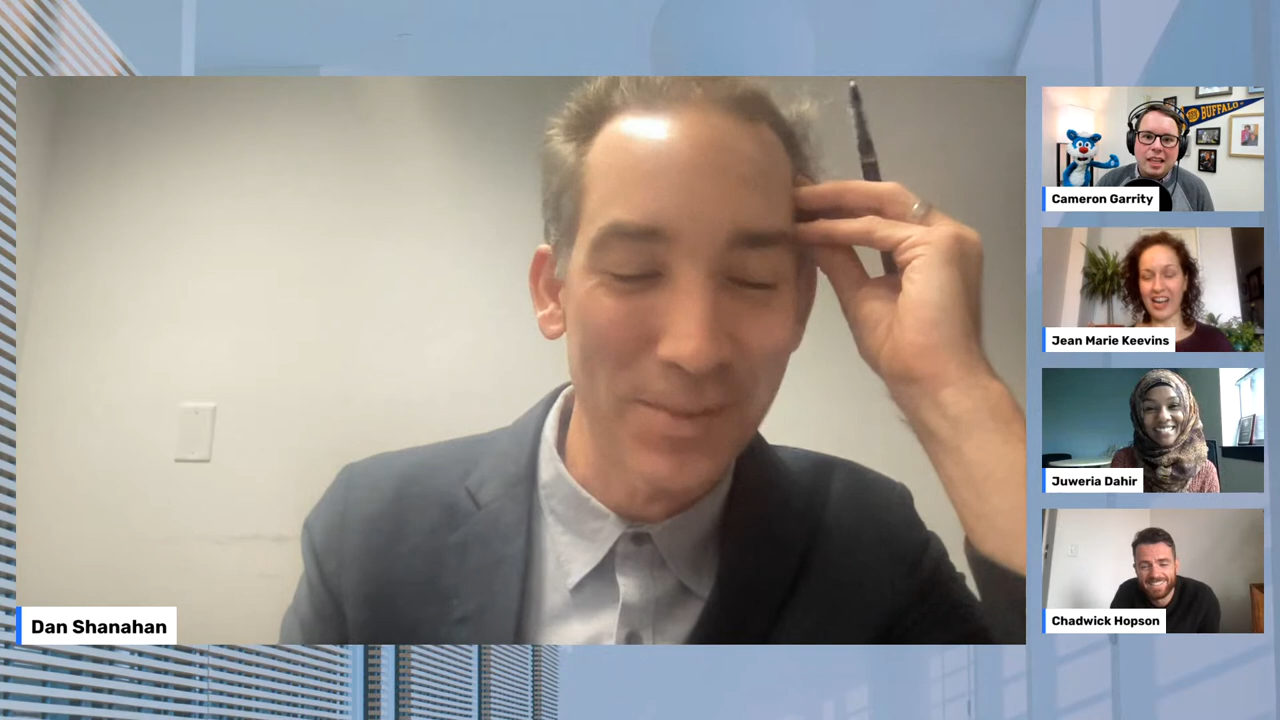 BUFFALO
Cameron Garrity
Jean Marie Keevins
Juweria Dahir
Chadwick Hopson
Dan Shanahan